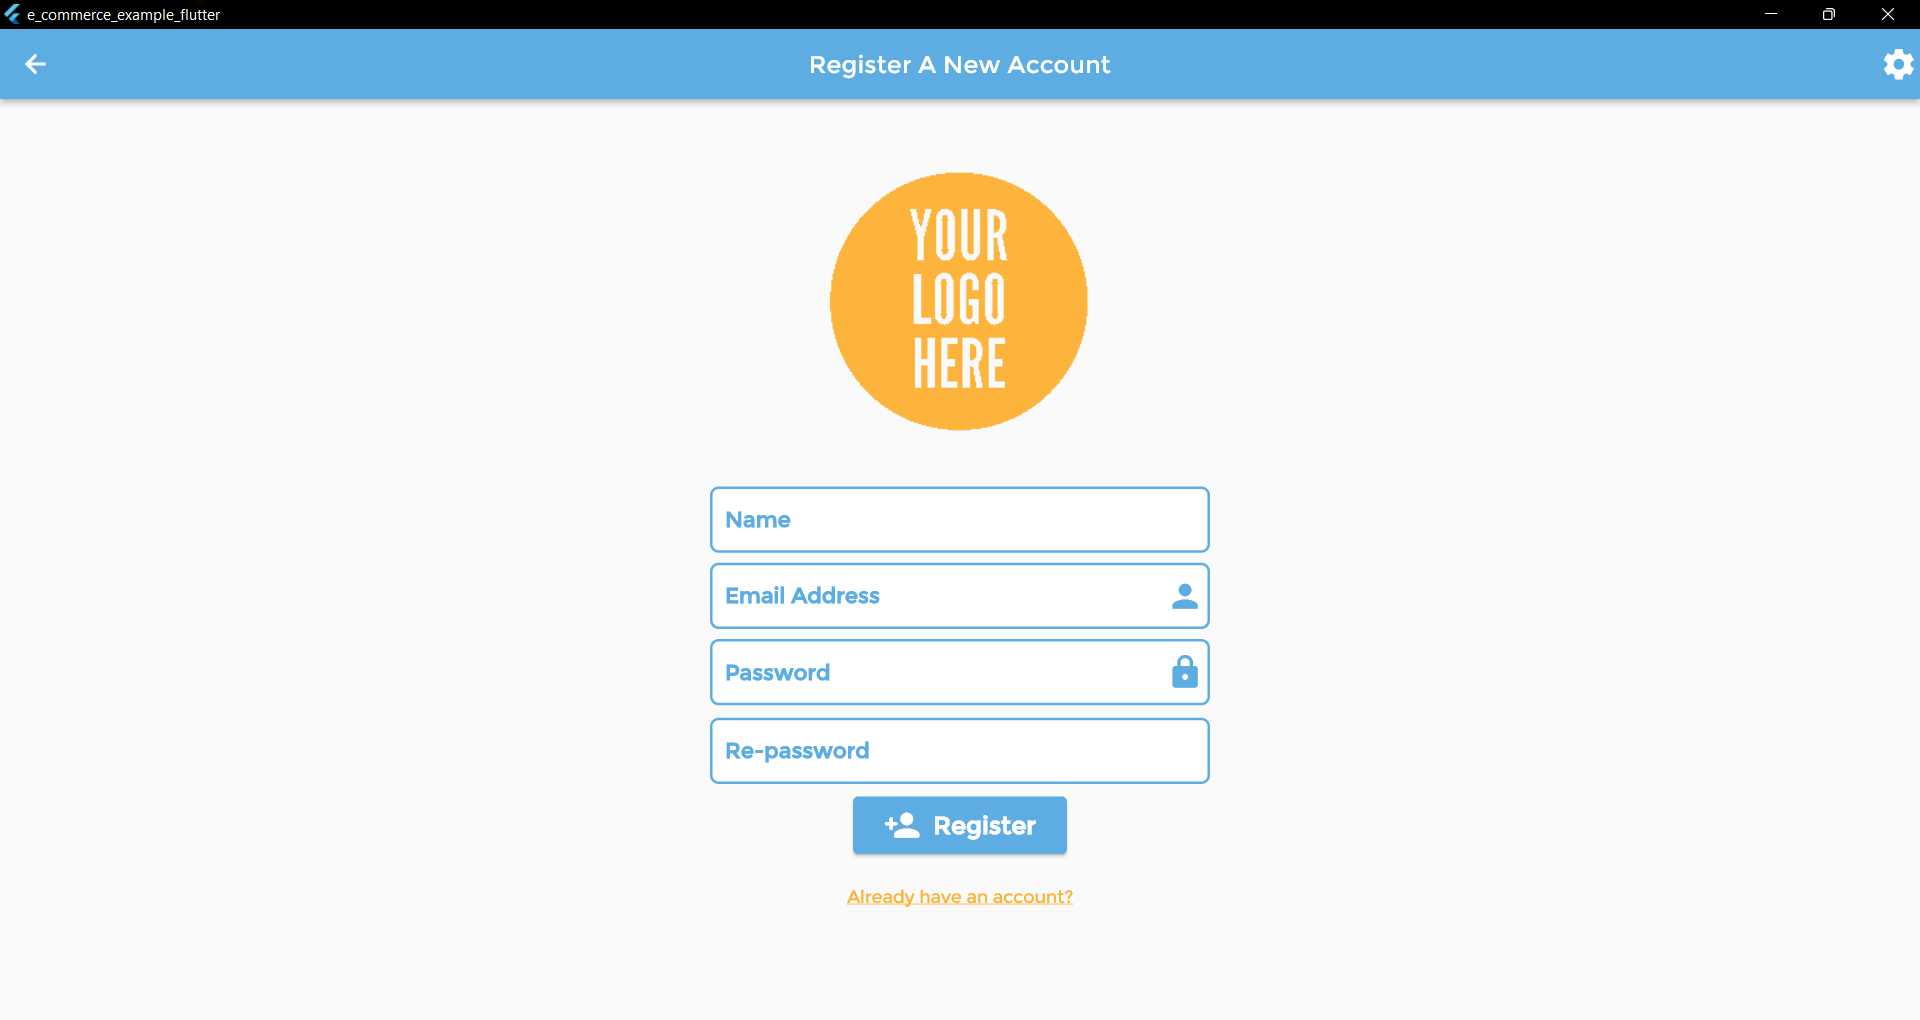 e_commerce_example_flutter
Register A New Account
YOUR
LOGO
HERE
Name
Email Address
Password
Re-password
Register
Already have an account?